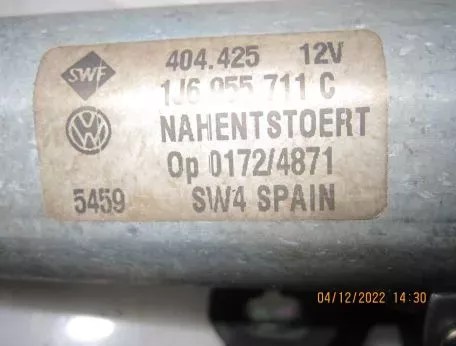 SWF 404.425 12V
1J6 955 711 C
NAHENTSTOERT
Op 0172/4871
5459 SW4 SPAIN
04/12/2022 14:30